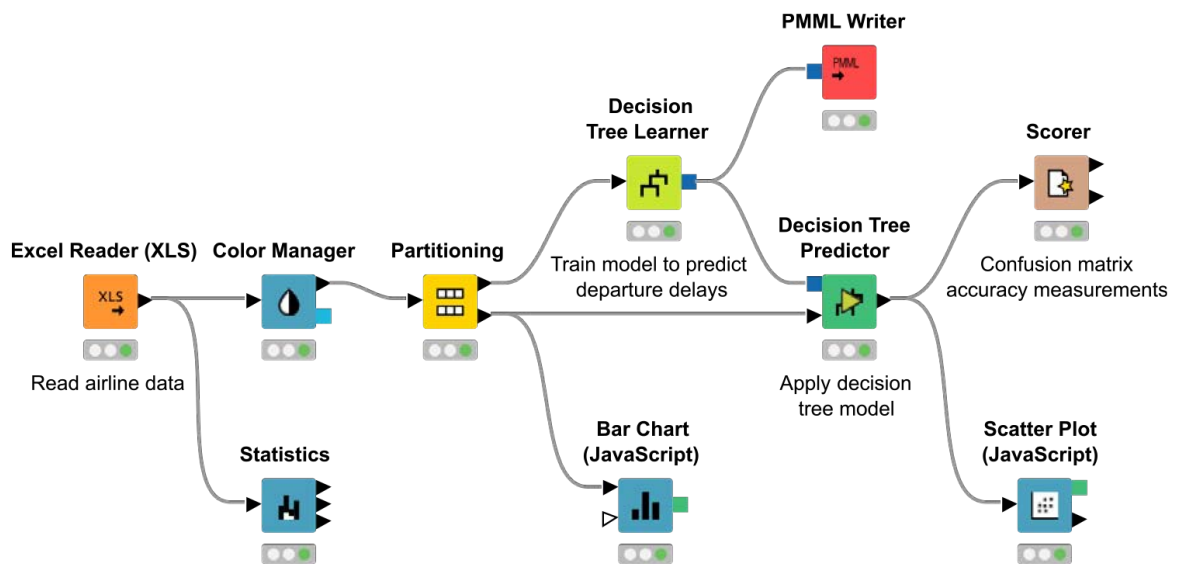 PMML Writer
PMML
Decision
Tree Learner
Scorer
Excel Reader (XLS)
Color Manager
Partitioning
Decision Tree
Predictor
XLS
Train model to predict
departure delays
Confusion matrix
accuracy measurements
Read airline data
Apply decision
tree model
Statistics
Bar Chart
(JavaScript)
Scatter Plot
(JavaScript)